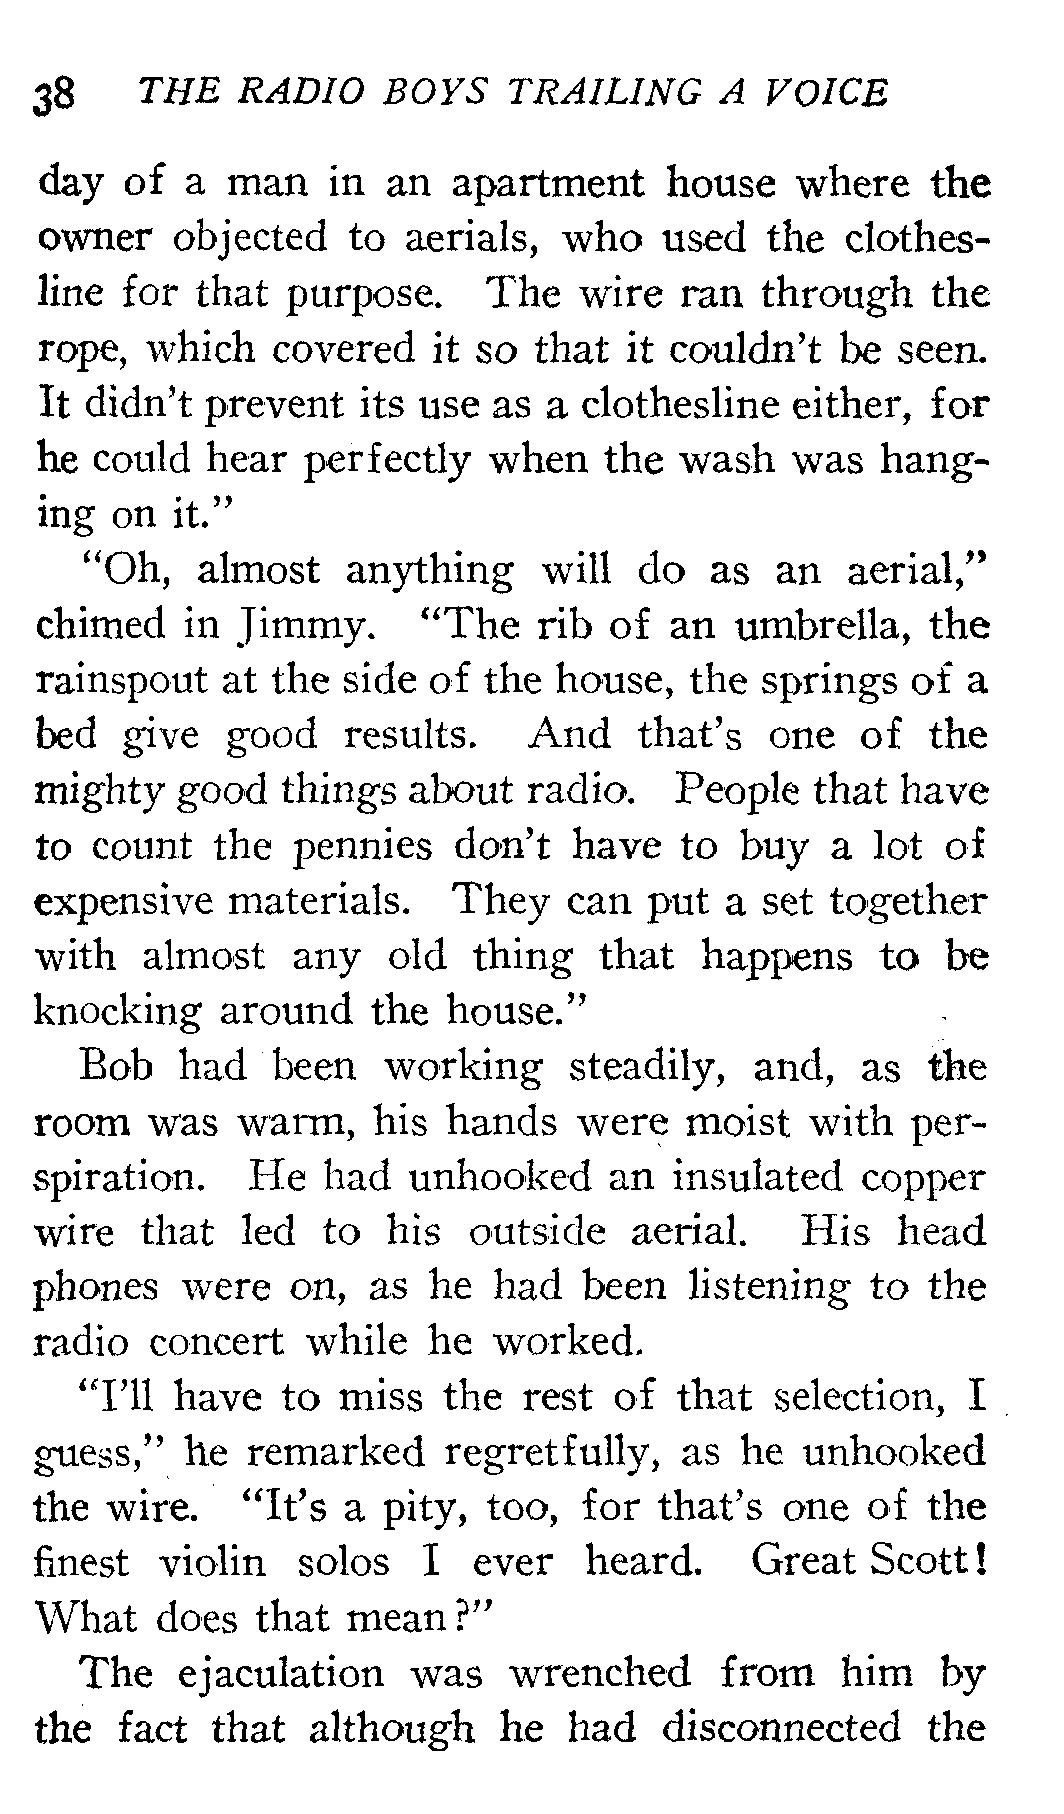 38 THE RADIO BOYS TRAILING A VOICE
day of a man in an apartment house where the
owner objected to aerials, who used the clothes-
line for that purpose. The wire ran through the
rope, which covered it so that it couldn't be seen.
It didn't prevent its use as a clothesline either, for
he could hear perfectly when the wash was hang-
ing on it."
"Oh, almost anything will do as an aerial,"
chimed in Jimmy. "The rib of an umbrella, the
rainspout at the side of the house, the springs of a
bed give good results. And that's one of the
mighty good things about radio. People that have
to count the pennies don't have to buy a lot of
expensive materials. They can put a set together
with almost any old thing that happens to be
knocking around the house."
Bob had been working steadily, and, as the
room was warm, his hands were moist with per-
spiration. He had unhooked an insulated copper
wire that led to his outside aerial. His head
phones were on, as he had been listening to the
radio concert while he worked.
"I'll have to miss the rest of that selection, I
guess," he remarked regretfully, as he unhooked
the wire. "It's a pity, too, for that's one of the
finest violin solos I ever heard. Great Scott!
What does that mean?"
The ejaculation was wrenched from him by
the fact that although he had disconnected the